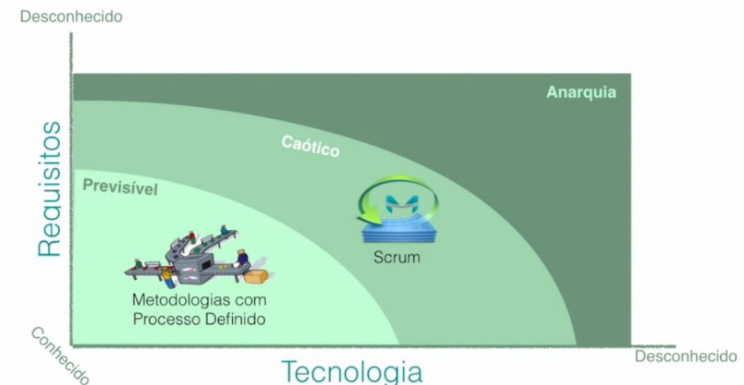 Desconhecido
Anarquia
Caótico
Previsível
Requisitos
Scrum
Metodologias com
Processo Definido
Conhecido
Desconhecido
Tecnologia